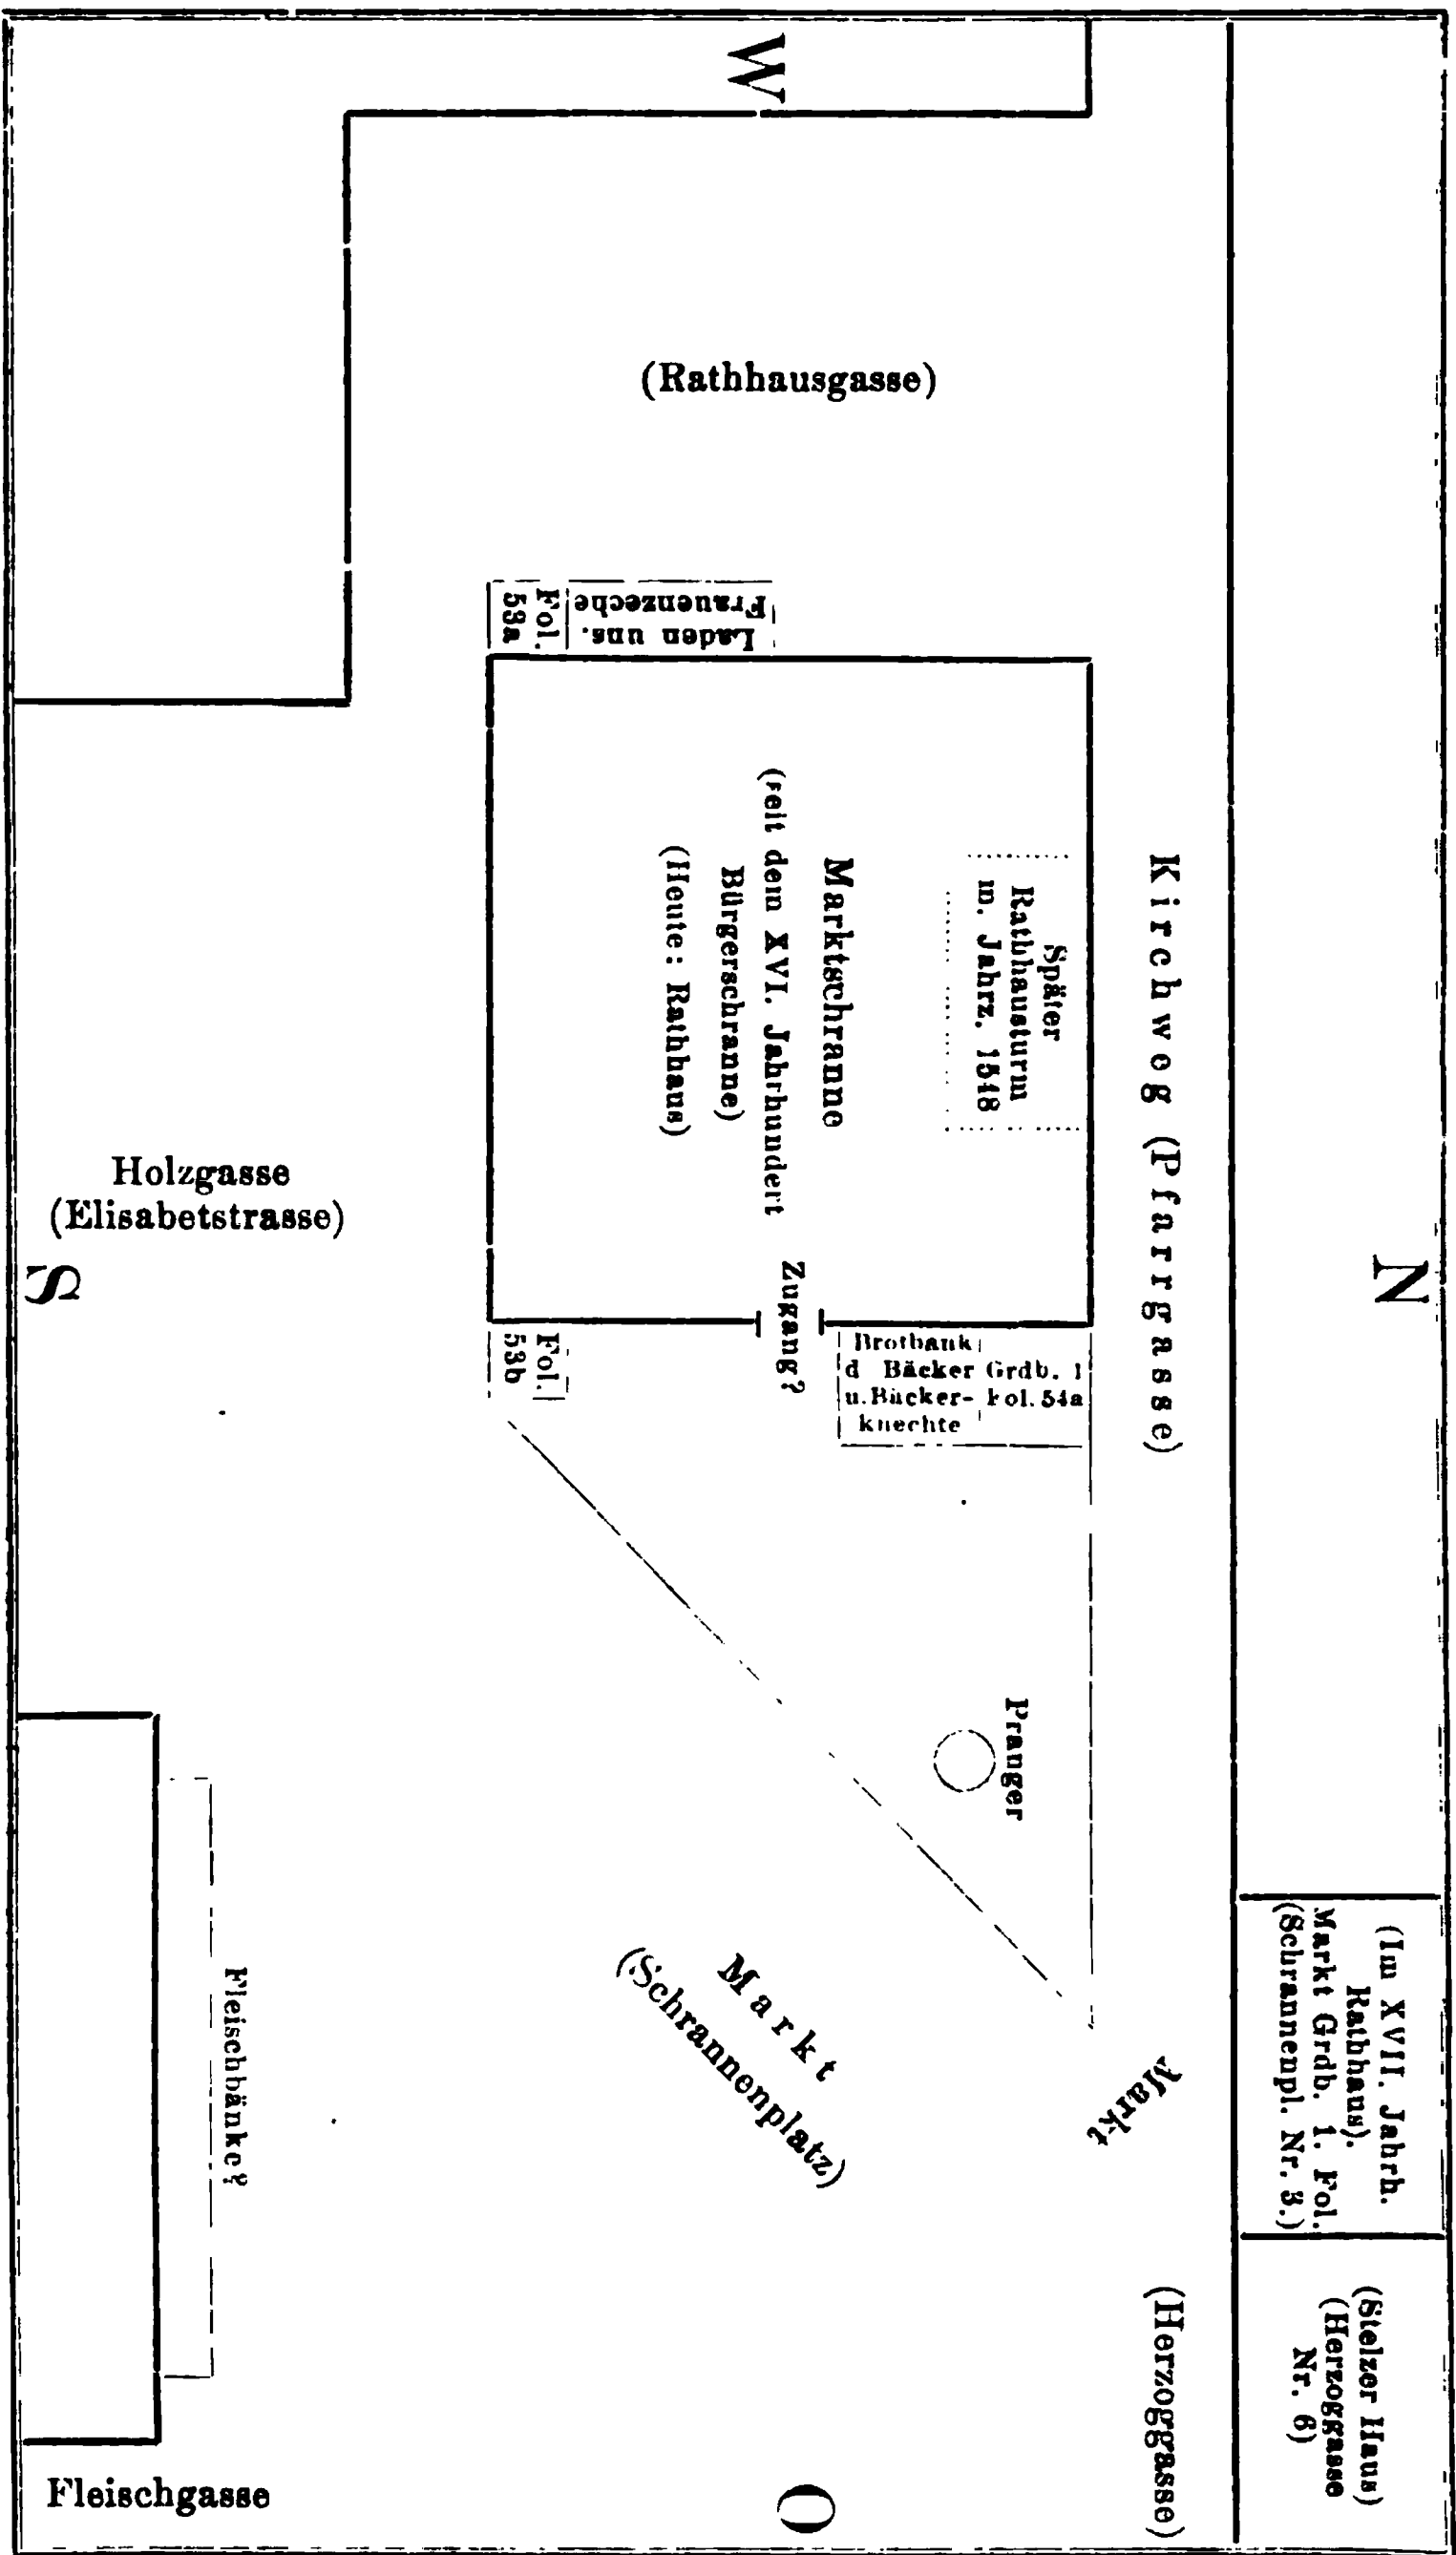 W
(Rathhausgasse)
Laden uns.
Frauenzeche
Fol.
53a
Später
Rathhausturm
m. Jahrz. 1548
Marktschranne
(seit dem XVI. Jahrhundert
Bürgerschranne)
(Heute: Rathhaus)
Kirchweg (Pfarrgasse)
N
Holzgasse
(Elisabetstrasse)
S
Zugang?
Fol.
53b
Brotbank
d Bäcker Grdb. 1
u. Bäcker- Fol. 54a
knechte
Pranger
Markt
(Schrannenplatz)
Markt
(Im XVII. Jahrh.
Rathhaus).
Markt Grdb. 1. Fol.
(Schrannenpl. Nr. 3.)
(Stelzer Haus)
(Herzoggasse
Nr. 6)
(Herzoggasse)
Fleischbänke?
Fleischgasse
O